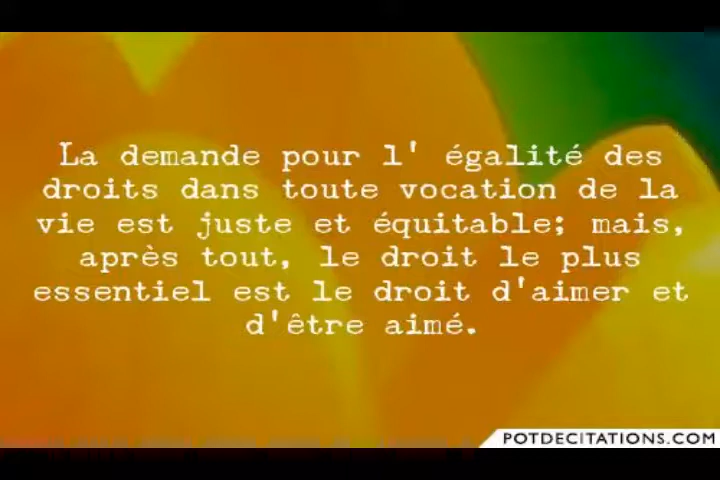 La demande pour l' égalité des
droits dans toute vocation de la
vie est juste et équitable; mais,
après tout, le droit le plus
essentiel est le droit d'aimer et
d'être aimé.
POTDECITATIONS.COM